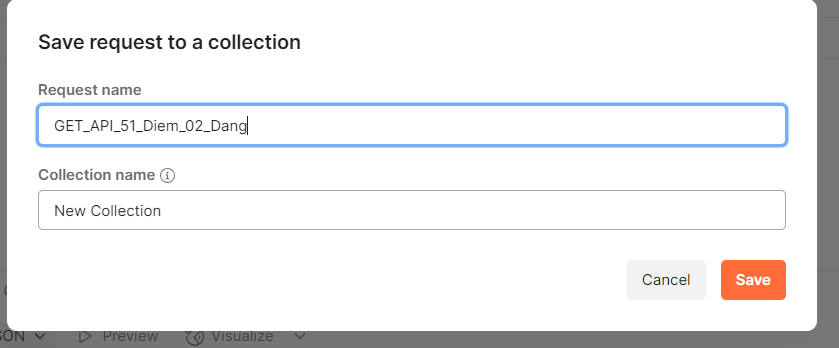 Save request to a collection
Request name
GET_API_51_Diem_02_Dang
Collection name
New Collection
Cancel Save
Preview Visualize